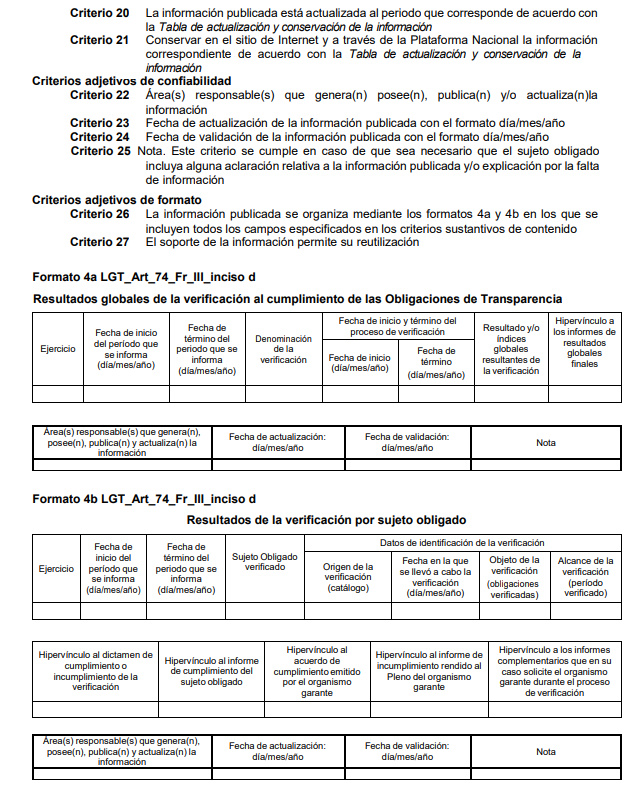 Criterio 20 La información publicada está actualizada al periodo que corresponde de acuerdo con
la Tabla de actualización y conservación de la información
Criterio 21 Conservar en el sitio de Internet y a través de la Plataforma Nacional la información
correspondiente de acuerdo con la Tabla de actualización y conservación de la
información
Criterios adjetivos de confiabilidad
Criterio 22 Área(s) responsable(s) que genera(n) posee(n), publica(n) y/o actualiza(n)la
información
Criterio 23 Fecha de actualización de la información publicada con el formato día/mes/año
Criterio 24 Fecha de validación de la información publicada con el formato día/mes/año
Criterio 25 Nota. Este criterio se cumple en caso de que sea necesario que el sujeto obligado
incluya alguna aclaración relativa a la información publicada y/o explicación por la falta
de información
Criterios adjetivos de formato
Criterio 26 La información publicada se organiza mediante los formatos 4a y 4b en los que se
incluyen todos los campos especificados en los criterios sustantivos de contenido
Criterio 27 El soporte de la información permite su reutilización
Formato 4a LGT_Art_74_Fr_III_inciso d
Resultados globales de la verificación al cumplimiento de las Obligaciones de Transparencia
Ejercicio
Fecha de inicio
del período que
se informa
(día/mes/año)
Fecha de
término del
periodo que se
informa
(día/mes/año)
Denominación
de la
verificación
Fecha de inicio y término del
proceso de verificación
Fecha de inicio
(día/mes/año)
Fecha de
término
(día/mes/año)
Resultado y/o
índices
globales
resultantes de
la verificación
Hipervínculo a
los informes de
resultados
globales
finales
Área(s) responsable(s) que genera(n),
posee(n), publica(n) y actualiza(n) la
información
Fecha de actualización:
día/mes/año
Fecha de validación:
día/mes/año
Nota
Formato 4b LGT_Art_74_Fr_III_inciso d
Resultados de la verificación por sujeto obligado
Ejercicio
Fecha de
inicio del
período que
se informa
(día/mes/año)
Fecha de
término del
periodo que se
informa
(día/mes/año)
Sujeto Obligado
verificado
Datos de identificación de la verificación
Origen de la
verificación
(catálogo)
Fecha en la que
se llevó a cabo la
verificación
(día/mes/año)
Objeto de la
verificación
(obligaciones
verificadas)
Alcance de la
verificación
(período
verificado)
Hipervínculo al dictamen de
cumplimiento o
incumplimiento de la
verificación
Hipervínculo al informe
de cumplimiento del
sujeto obligado
Hipervínculo al
acuerdo de
cumplimiento emitido
por el organismo
garante
Hipervínculo al informe de
incumplimiento rendido al
Pleno del organismo
garante
Hipervínculo a los informes
complementarios que en su
caso solicite el organismo
garante durante el proceso
de verificación
Área(s) responsable(s) que genera(n),
posee(n), publica(n) y actualiza(n) la
información
Fecha de actualización:
día/mes/año
Fecha de validación:
día/mes/año
Nota